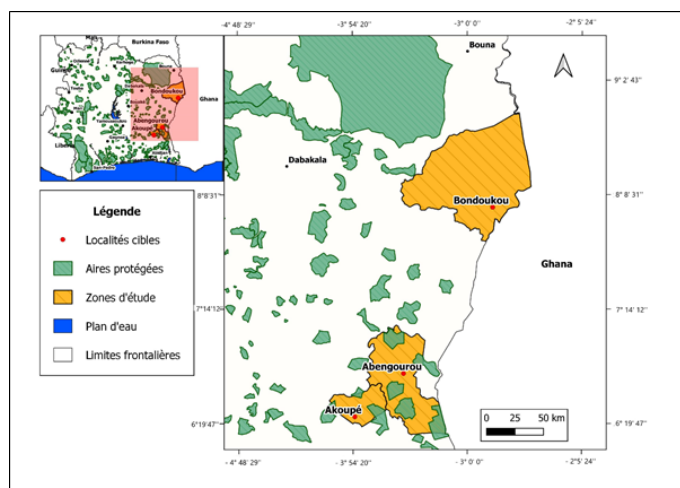 - 4° 48' 29"
- 3° 54' 20"
- 3° 0' 0"
- 2° 5' 24"
Mali
Burkina Faso
Bondoukou
Ghana
Abengourou
Akoupé
Bouna
9° 2' 43"
Dabakala
8° 8'31"
8° 8' 31"
Bondoukou
Légende
Localités cibles
Aires protégées
Zones d'étude
Plan d'eau
Limites frontalières
Ghana
7° 14' 12"
7° 14' 12"
Abengourou
Akoupé
0 25 50 km
6° 19'47"
6° 19' 47"
- 4° 48' 29"
- 3° 54' 20"
- 3° 0' 0"
- 2° 5' 24"